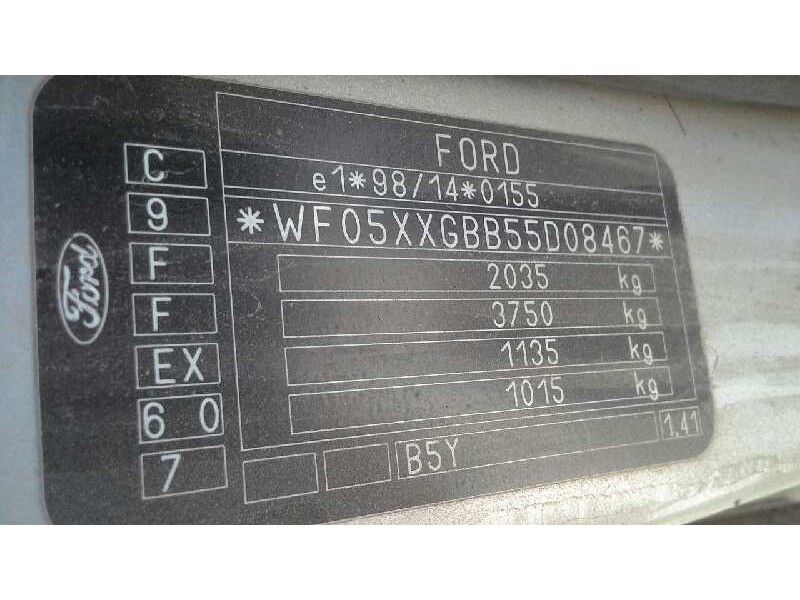 FORD
e1*98/14*0155
*WF05XXGBB55D08467*
2035 kg
3750 kg
1135 kg
1015 kg
B5Y 1.41
C
9
F
F
EX
6 0
7
Ford